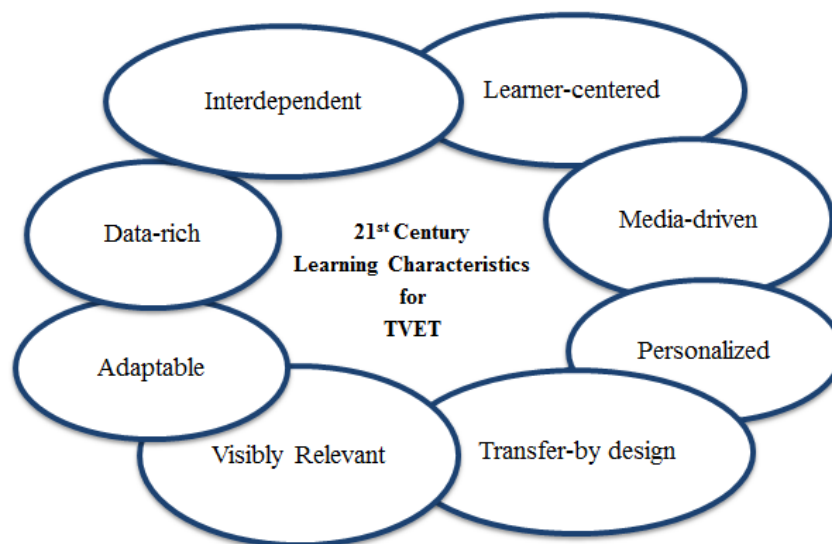 Interdependent
Learner-centered
Data-rich
21st Century
Learning Characteristics
for
TVET
Media-driven
Adaptable
Personalized
Visibly Relevant
Transfer-by design